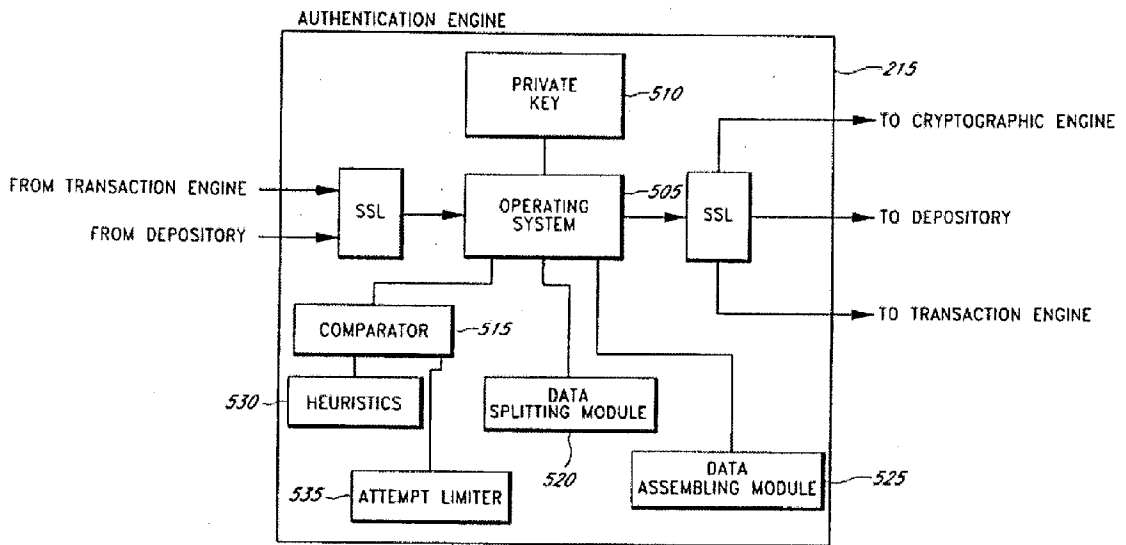 AUTHENTICATION ENGINE
215
PRIVATE
KEY
510
TO CRYPTOGRAPHIC ENGINE
FROM TRANSACTION ENGINE
SSL
OPERATING
SYSTEM
505
SSL
TO DEPOSITORY
FROM DEPOSITORY
TO TRANSACTION ENGINE
COMPARATOR
515
530
HEURISTICS
DATA
SPLITTING MODULE
520
535
ATTEMPT LIMITER
DATA
ASSEMBLING MODULE
525